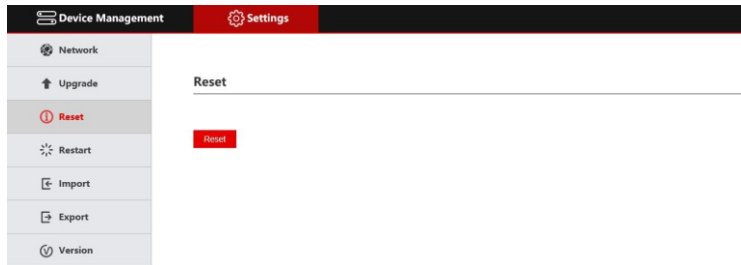 Device Management
Settings
Network
Upgrade
Reset
Reset
Restart
Reset
Import
Export
Version